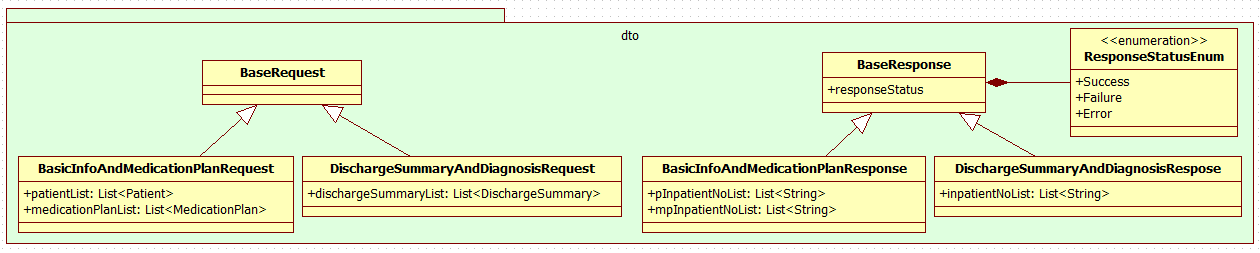 dto
BaseRequest
BaseResponse
+responseStatus
<<enumeration>>
ResponseStatusEnum
+Success
+Failure
+Error
BasicInfoAndMedicationPlanRequest
+patientList: List<Patient>
+medicationPlanList: List<MedicationPlan>
DischargeSummaryAndDiagnosisRequest
+dischargeSummaryList: List<DischargeSummary>
BasicInfoAndMedicationPlanResponse
+pInpatientNoList: List<String>
+mpInpatientNoList: List<String>
DischargeSummaryAndDiagnosisRespose
+inpatientNoList: List<String>